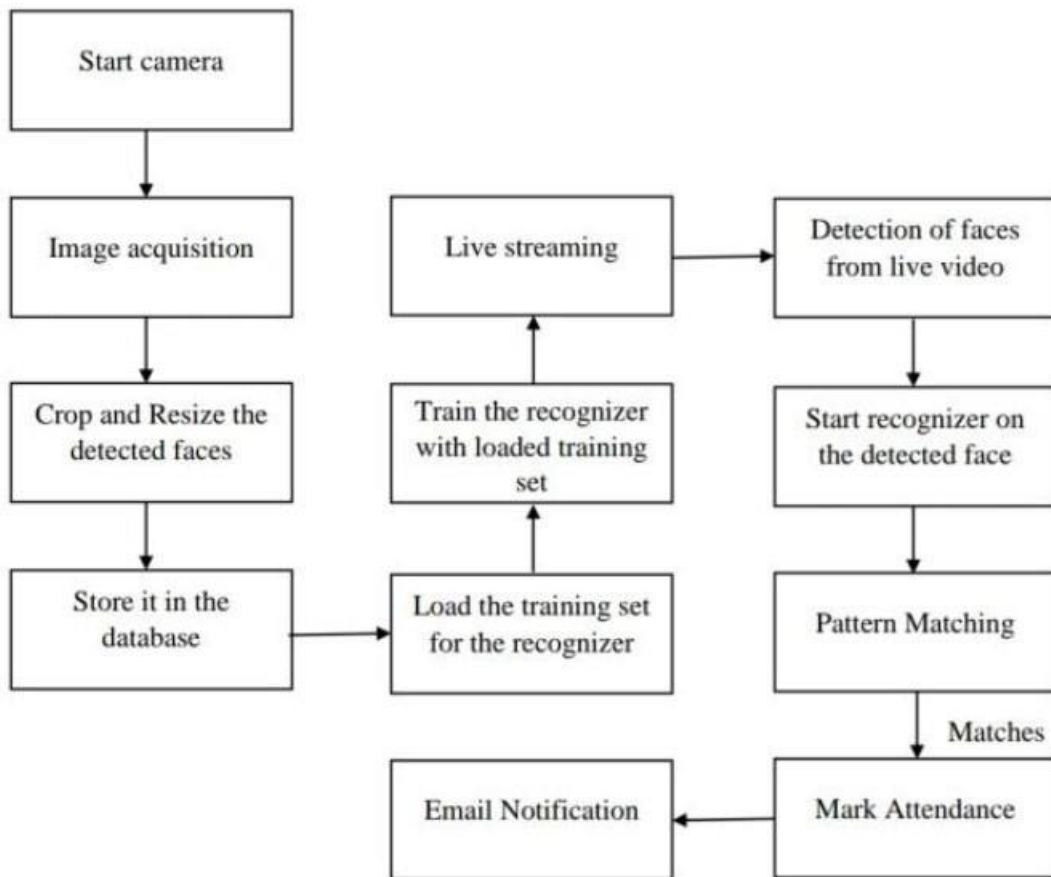 Start camera
Image acquisition
Crop and Resize the
detected faces
Store it in the
database
Load the training set
for the recognizer
Train the recognizer
with loaded training
set
Live streaming
Detection of faces
from live video
Start recognizer on
the detected face
Pattern Matching
Matches
Mark Attendance
Email Notification